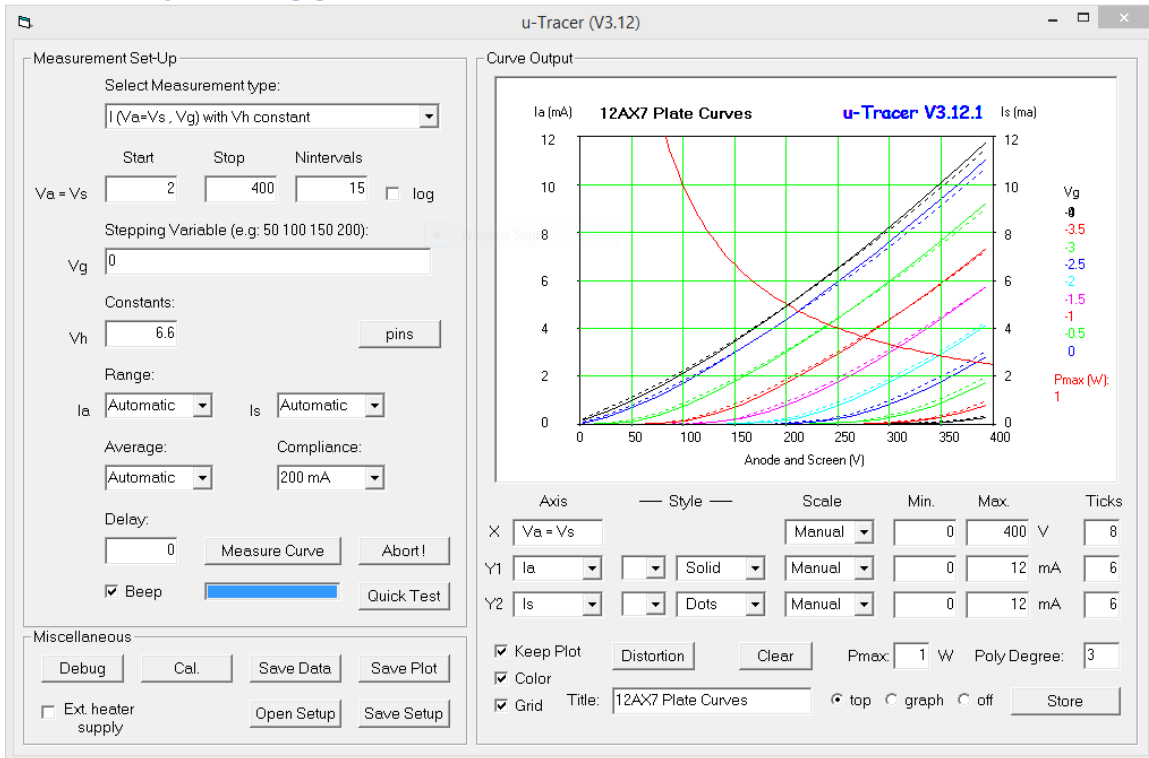 u-Tracer (V3.12)
Measurement Set-Up
Select Measurement type:
I (Va=Vs , Vg) with Vh constant
Start Stop Nintervals
Va = Vs 2 400 15 log
Stepping Variable (e.g: 50 100 150 200):
Vg 0
Constants:
Vh 6.6 pins
Range:
Ia Automatic Is Automatic
Average: Compliance:
Automatic 200 mA
Delay:
0 Measure Curve Abort!
Beep Quick Test
Miscellaneous
Debug Cal. Save Data Save Plot
Ext. heater supply Open Setup Save Setup
Curve Output
Ia (mA) 12AX7 Plate Curves u-Tracer V3.12.1 Is (ma)
12 12
10 10
8 8
6 6
4 4
2 2
0 0
0 50 100 150 200 250 300 350 400
Anode and Screen (V)
Vg
-3.5
-3
-2.5
-2
-1.5
-1
-0.5
0
Pmax (W):
1
Axis Style Scale Min. Max. Ticks
X Va = Vs Manual 0 400 V 8
Y1 Ia Solid Manual 0 12 mA 6
Y2 Is Dots Manual 0 12 mA 6
Keep Plot Distortion Clear Pmax: 1 W Poly Degree: 3
Color
Grid Title: 12AX7 Plate Curves top graph off Store